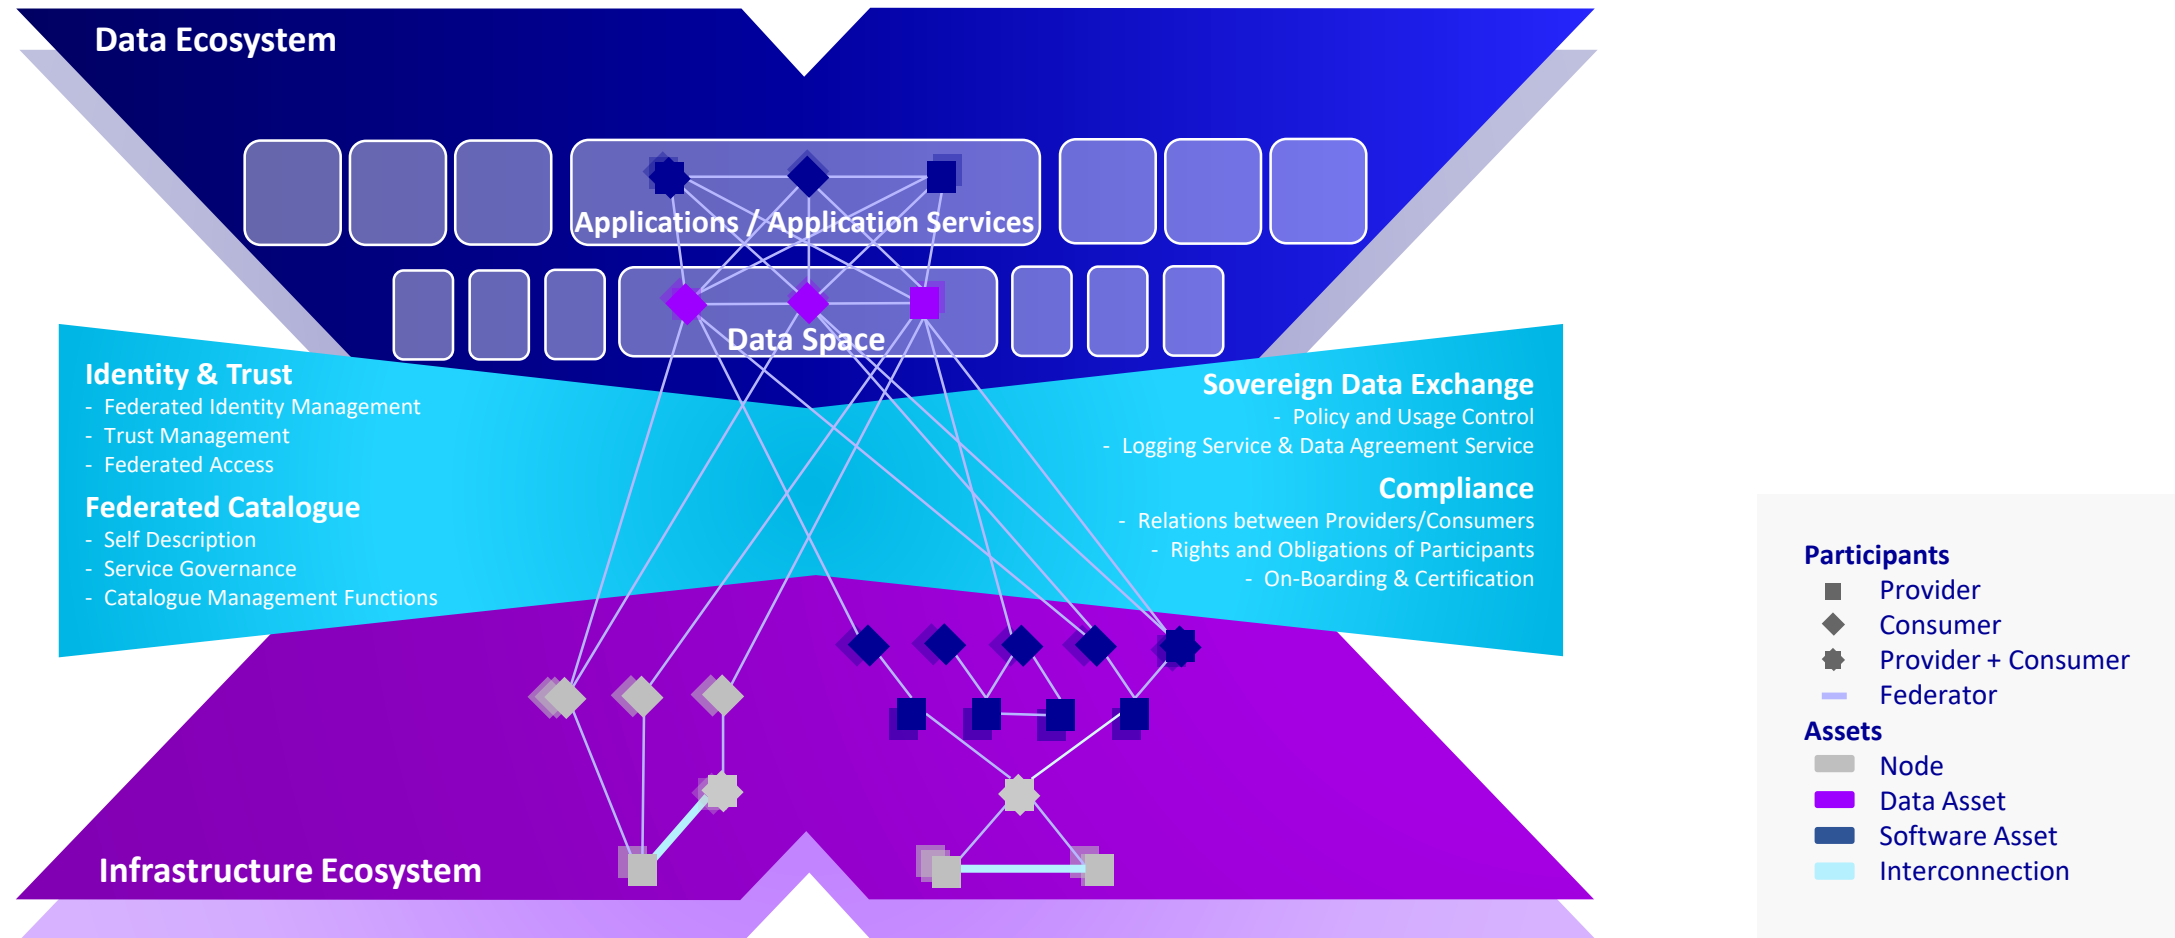 Data Ecosystem
Applications / Application Services
Data Space
Identity & Trust
- Federated Identity Management
- Trust Management
- Federated Access
Federated Catalogue
- Self Description
- Service Governance
- Catalogue Management Functions
Sovereign Data Exchange
- Policy and Usage Control
- Logging Service & Data Agreement Service
Compliance
- Relations between Providers/Consumers
- Rights and Obligations of Participants
- On-Boarding & Certification
Infrastructure Ecosystem
Participants
Provider
Consumer
Provider + Consumer
Federator
Assets
Node
Data Asset
Software Asset
Interconnection